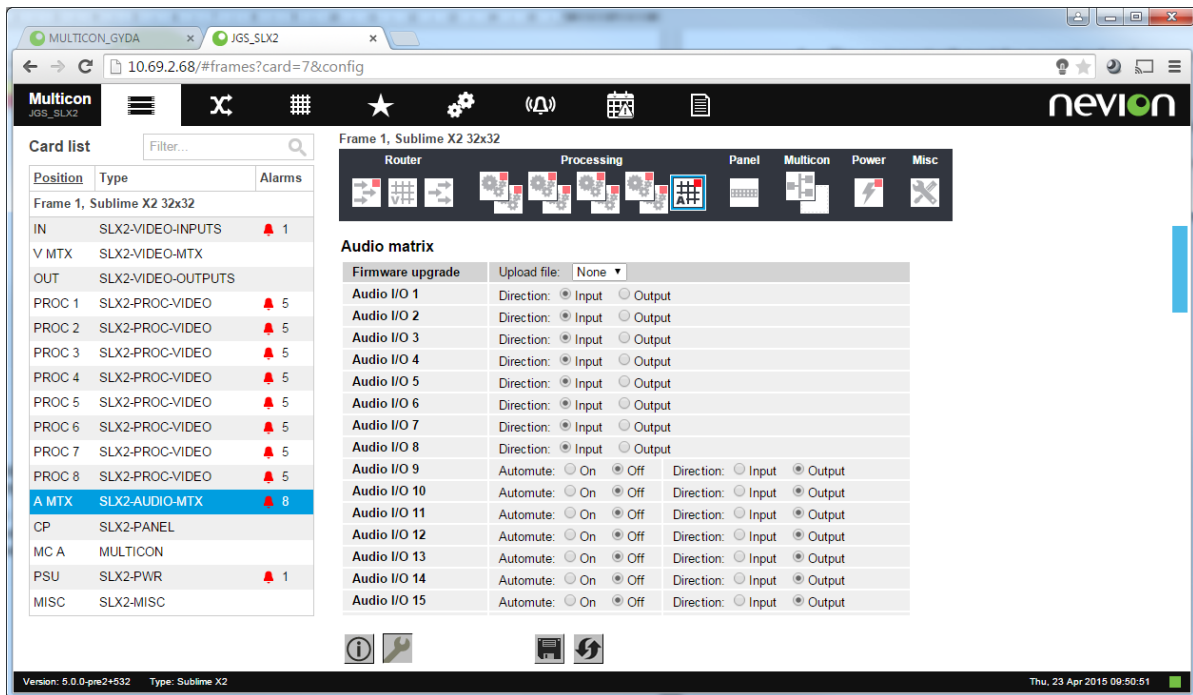 MULTICON_GYDA
JGS_SLX2
10.69.2.68/#frames?card=7&config
Multicon
JGS_SLX2
nevion
Card list
Filter...
Position Type Alarms
Frame 1, Sublime X2 32x32
IN SLX2-VIDEO-INPUTS 1
V MTX SLX2-VIDEO-MTX
OUT SLX2-VIDEO-OUTPUTS
PROC 1 SLX2-PROC-VIDEO 5
PROC 2 SLX2-PROC-VIDEO 5
PROC 3 SLX2-PROC-VIDEO 5
PROC 4 SLX2-PROC-VIDEO 5
PROC 5 SLX2-PROC-VIDEO 5
PROC 6 SLX2-PROC-VIDEO 5
PROC 7 SLX2-PROC-VIDEO 5
PROC 8 SLX2-PROC-VIDEO 5
A MTX SLX2-AUDIO-MTX 8
CP SLX2-PANEL
MC A MULTICON
PSU SLX2-PWR 1
MISC SLX2-MISC
Frame 1, Sublime X2 32x32
Router Processing Panel Multicon Power Misc
V A
Audio matrix
Firmware upgrade Upload file: None
Audio I/O 1 Direction: Input Output
Audio I/O 2 Direction: Input Output
Audio I/O 3 Direction: Input Output
Audio I/O 4 Direction: Input Output
Audio I/O 5 Direction: Input Output
Audio I/O 6 Direction: Input Output
Audio I/O 7 Direction: Input Output
Audio I/O 8 Direction: Input Output
Audio I/O 9 Automute: On Off Direction: Input Output
Audio I/O 10 Automute: On Off Direction: Input Output
Audio I/O 11 Automute: On Off Direction: Input Output
Audio I/O 12 Automute: On Off Direction: Input Output
Audio I/O 13 Automute: On Off Direction: Input Output
Audio I/O 14 Automute: On Off Direction: Input Output
Audio I/O 15 Automute: On Off Direction: Input Output
Version: 5.0.0-pre2+532 Type: Sublime X2 Thu, 23 Apr 2015 09:50:51